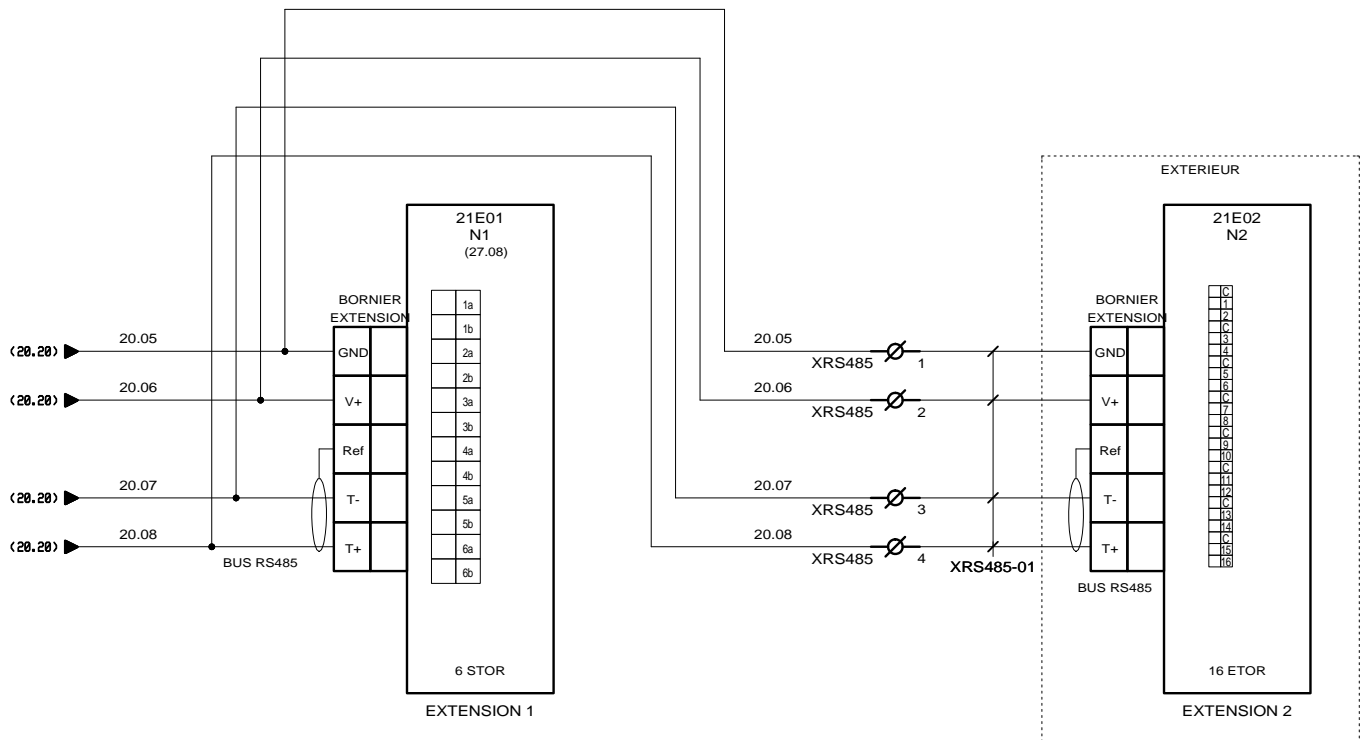 EXTERIEUR
21E01
N1
(27.08)
21E02
N2
BORNIER
EXTENSION
BORNIER
EXTENSION
(20.20)
20.05
GND
20.05
XRS485
1
GND
(20.20)
20.06
V+
20.06
XRS485
2
V+
Ref
Ref
(20.20)
20.07
T-
20.07
XRS485
3
T-
(20.20)
20.08
T+
20.08
XRS485
4
T+
BUS RS485
XRS485-01
BUS RS485
1a
1b
2a
2b
3a
3b
4a
4b
5a
5b
6a
6b
C
1
2
C
3
4
C
5
6
C
7
8
C
9
10
C
11
12
C
13
14
C
15
16
6 STOR
16 ETOR
EXTENSION 1
EXTENSION 2